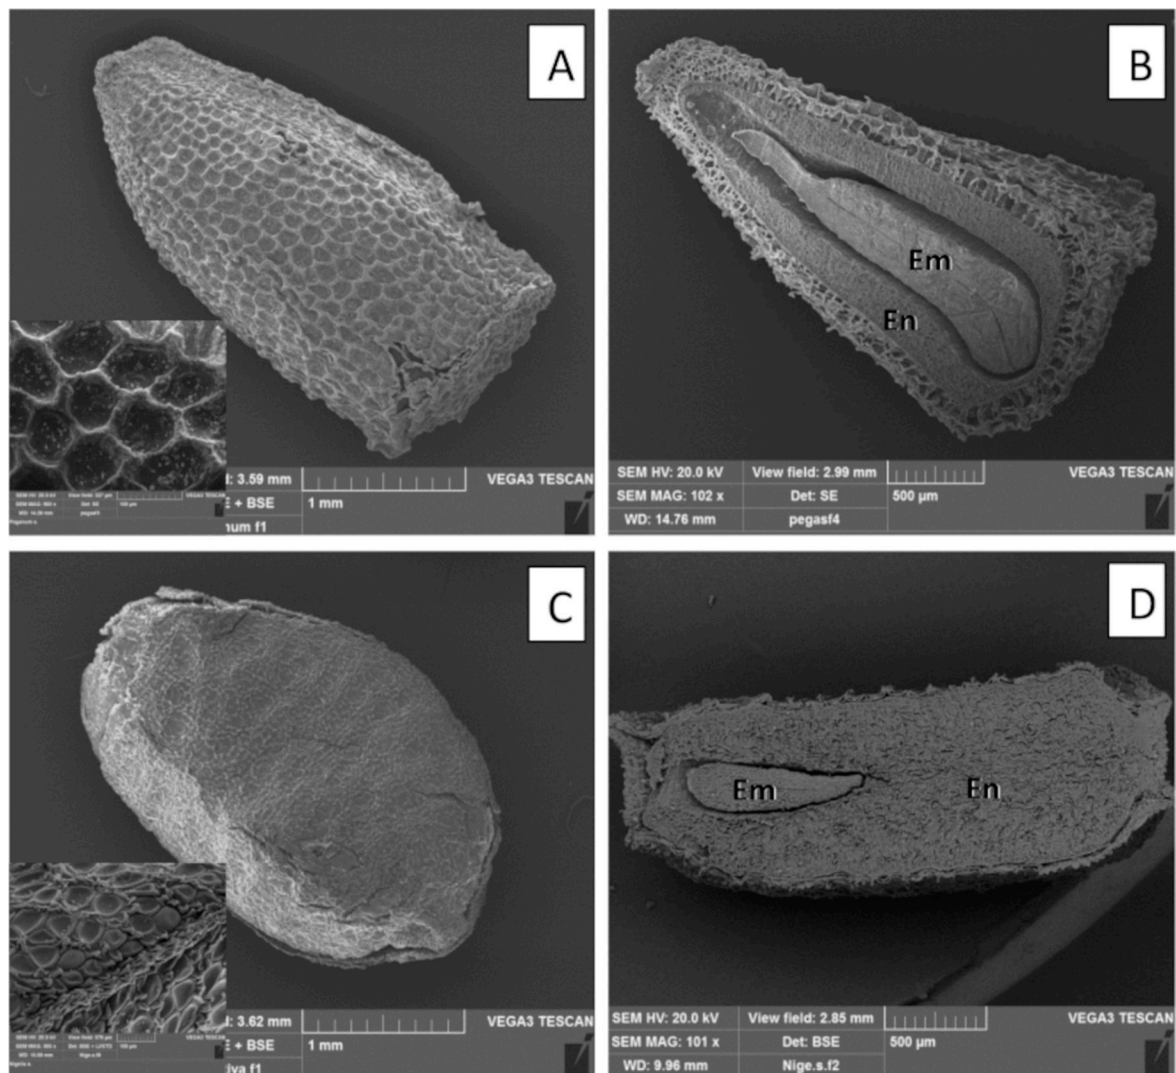 A
3.59 mm
VEGA3 TESCAN
E + BSE
1 mm
num f1
B
SEM HV: 20.0 kV
View field: 2.99 mm
VEGA3 TESCAN
SEM MAG: 102 x
Det: SE
500 µm
WD: 14.76 mm
pegasf4
Em
En
C
3.62 mm
VEGA3 TESCAN
E + BSE
1 mm
iva f1
D
Em
En
SEM HV: 20.0 kV
View field: 2.85 mm
VEGA3 TESCAN
SEM MAG: 101 x
Det: BSE
500 µm
WD: 9.96 mm
Nige.s.f2